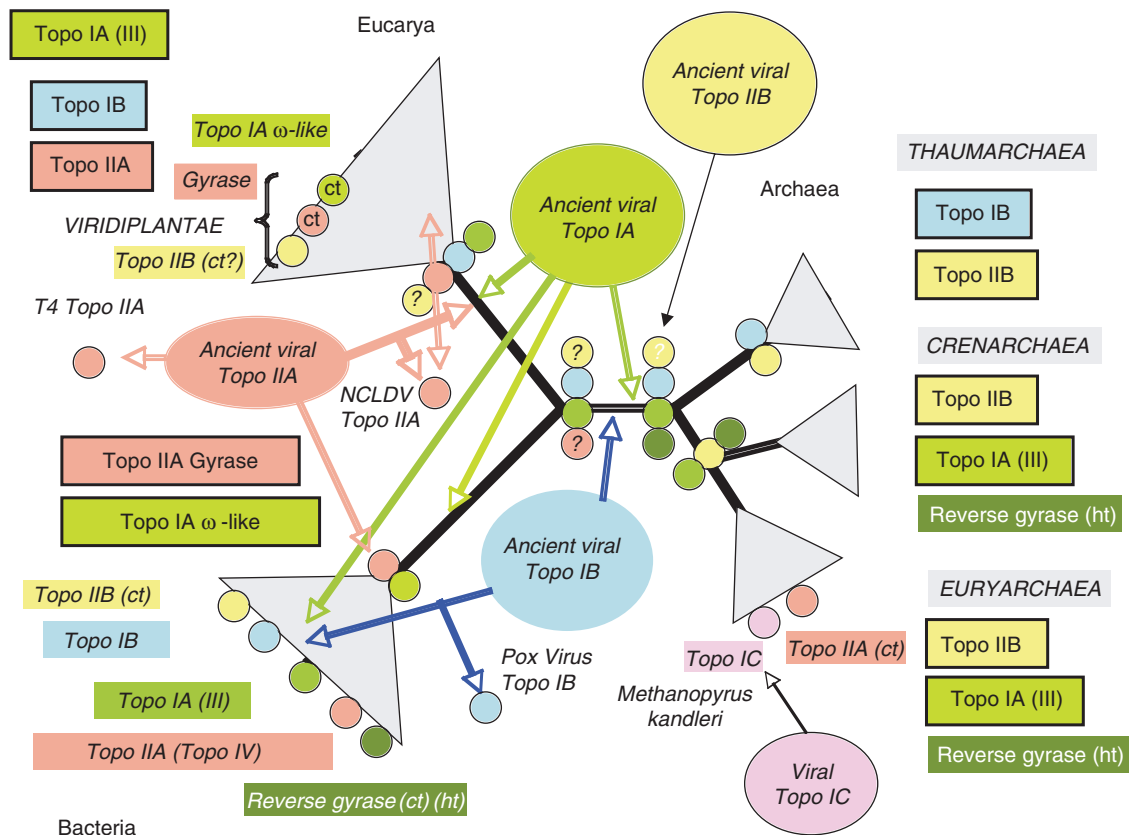 Topo IA (III)
Eucarya
Topo IB
Topo IIA
Topo IA ω-like
Gyrase
ct
ct
VIRIDIPLANTAE
Topo IIB (ct?)
T4 Topo IIA
Ancient viral
Topo IIA
?
NCLDV
Topo IIA
Ancient viral
Topo IA
Ancient viral
Topo IIB
Archaea
?
?
?
THAUMARCHAEA
Topo IB
Topo IIB
CRENARCHAEA
Topo IIB
Topo IA (III)
Reverse gyrase (ht)
EURYARCHAEA
Topo IIB
Topo IA (III)
Reverse gyrase (ht)
Topo IIA Gyrase
Topo IA ω -like
Ancient viral
Topo IB
Topo IIB (ct)
Topo IB
Topo IA (III)
Topo IIA (Topo IV)
Reverse gyrase (ct) (ht)
Bacteria
Pox Virus
Topo IB
Topo IC
Topo IIA (ct)
Methanopyrus
kandleri
Viral
Topo IC